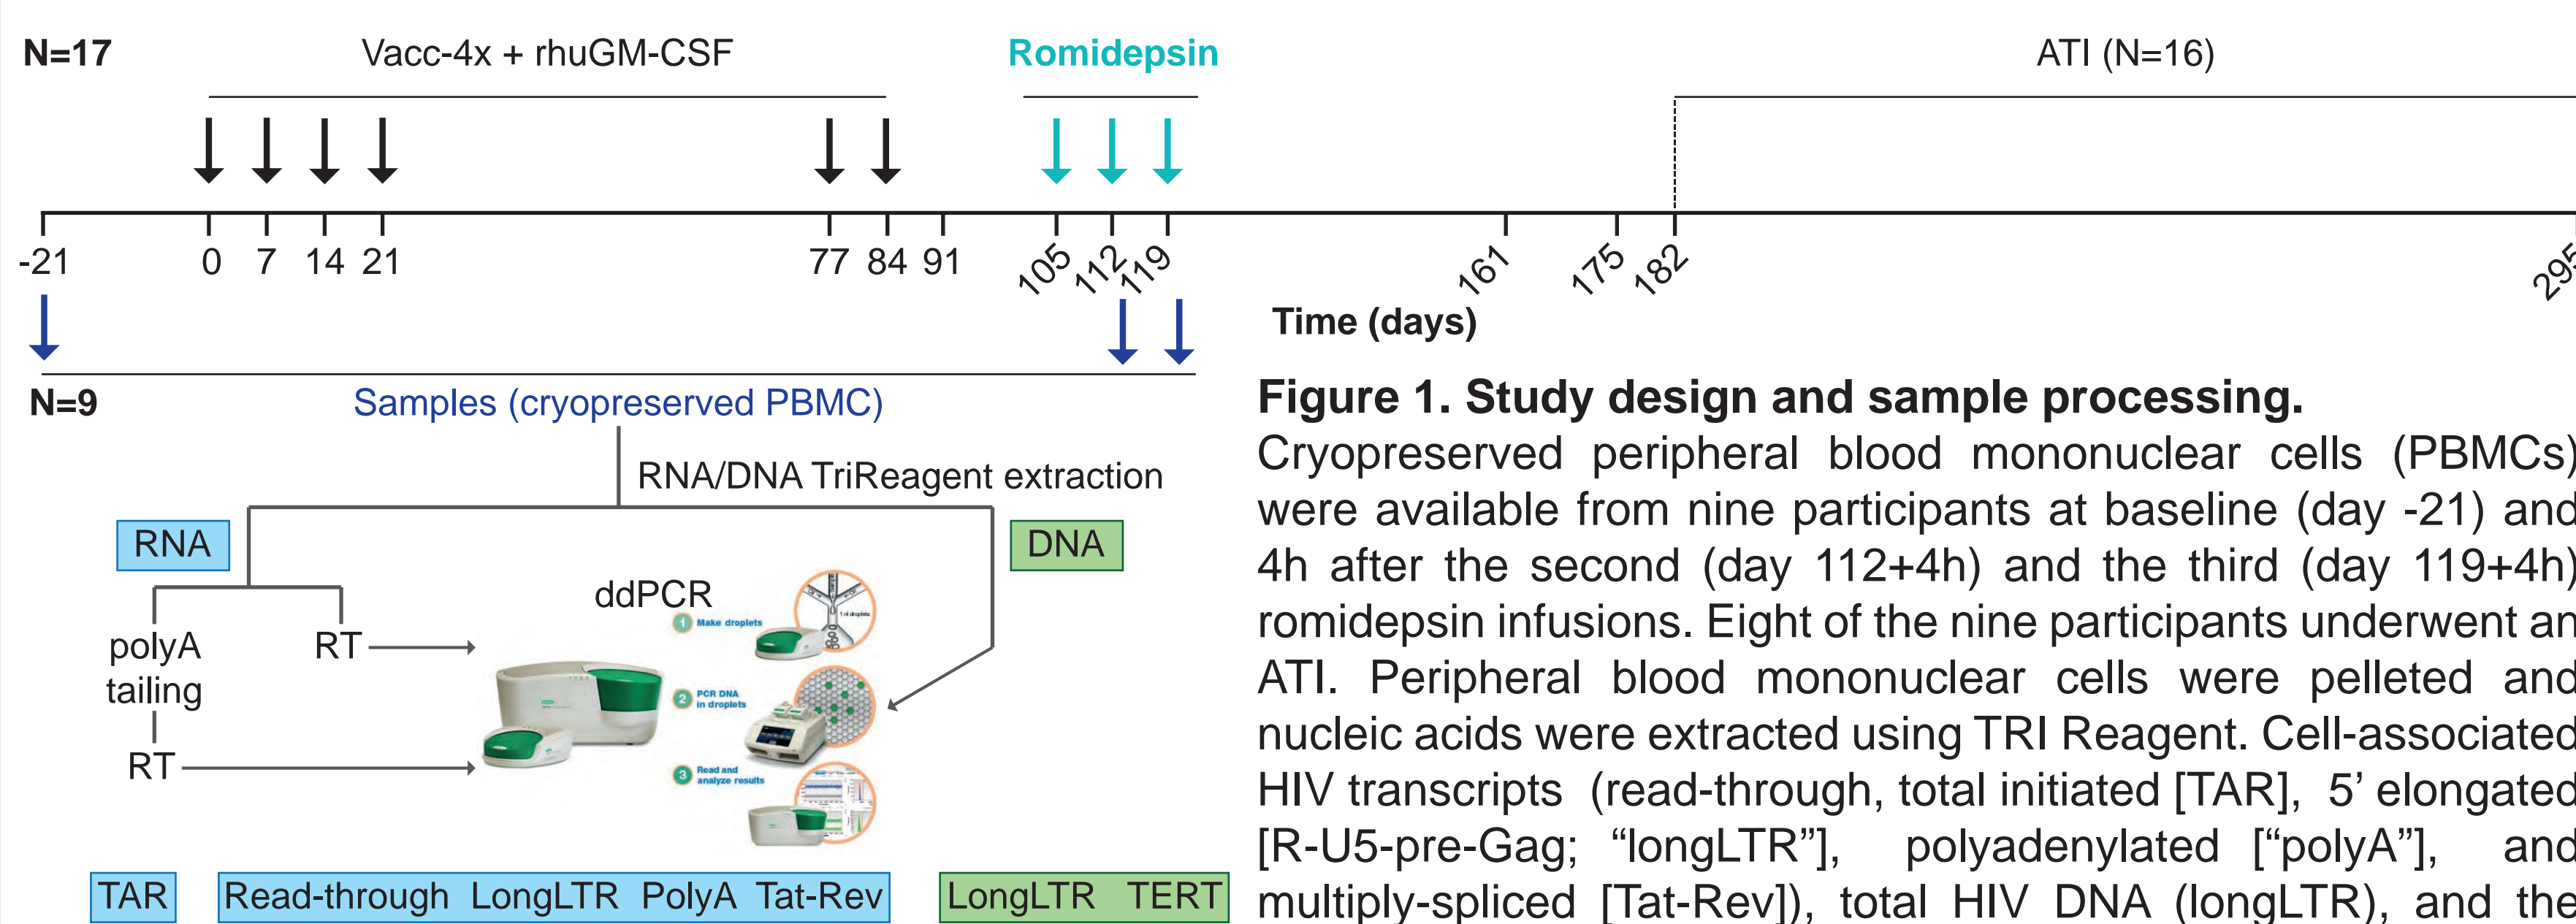 N=17
Vacc-4x + rhuGM-CSF
Romidepsin
ATI (N=16)
-21 0 7 14 21 77 84 91 105 112 119 161 175 182 295
Time (days)
N=9
Samples (cryopreserved PBMC)
RNA/DNA TriReagent extraction
RNA
DNA
ddPCR
1 nl droplets
1 Make droplets
polyA
tailing
RT
RT
2 PCR DNA
in droplets
3 Read and
analyze results
TAR
Read-through LongLTR PolyA Tat-Rev
LongLTR TERT
Figure 1. Study design and sample processing.
Cryopreserved peripheral blood mononuclear cells (PBMCs)
were available from nine participants at baseline (day -21) and
4h after the second (day 112+4h) and the third (day 119+4h)
romidepsin infusions. Eight of the nine participants underwent an
ATI. Peripheral blood mononuclear cells were pelleted and
nucleic acids were extracted using TRI Reagent. Cell-associated
HIV transcripts (read-through, total initiated [TAR], 5’ elongated
[R-U5-pre-Gag; “longLTR”], polyadenylated [“polyA”], and
multiply-spliced [Tat-Rev]), total HIV DNA (longLTR), and the